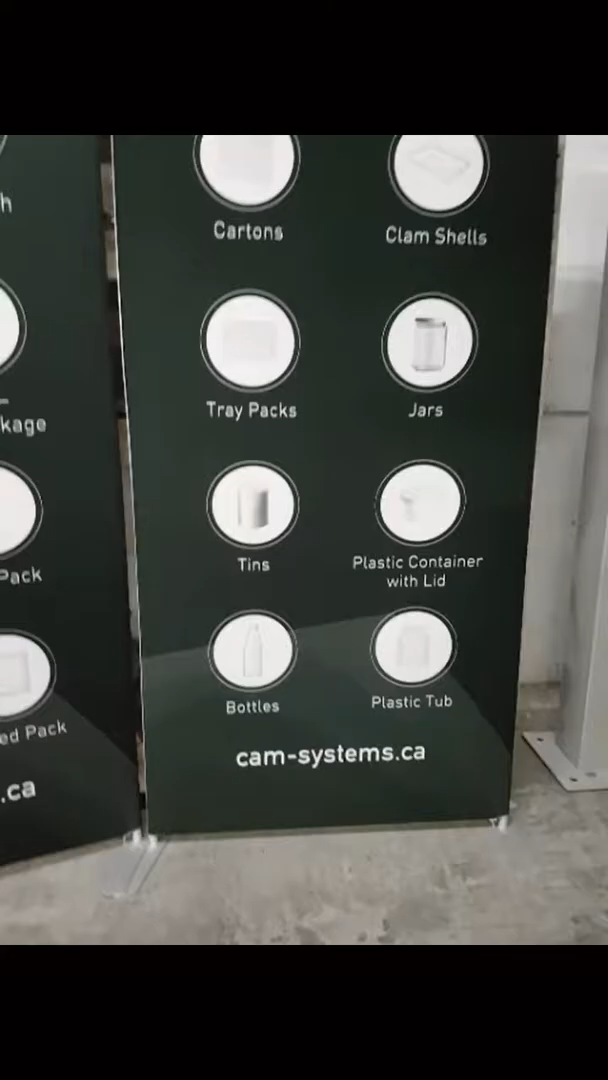 h
kage
Pack
ed Pack
.ca
Cartons
Clam Shells
Tray Packs
Jars
Tins
Plastic Container
with Lid
Bottles
Plastic Tub
cam-systems.ca